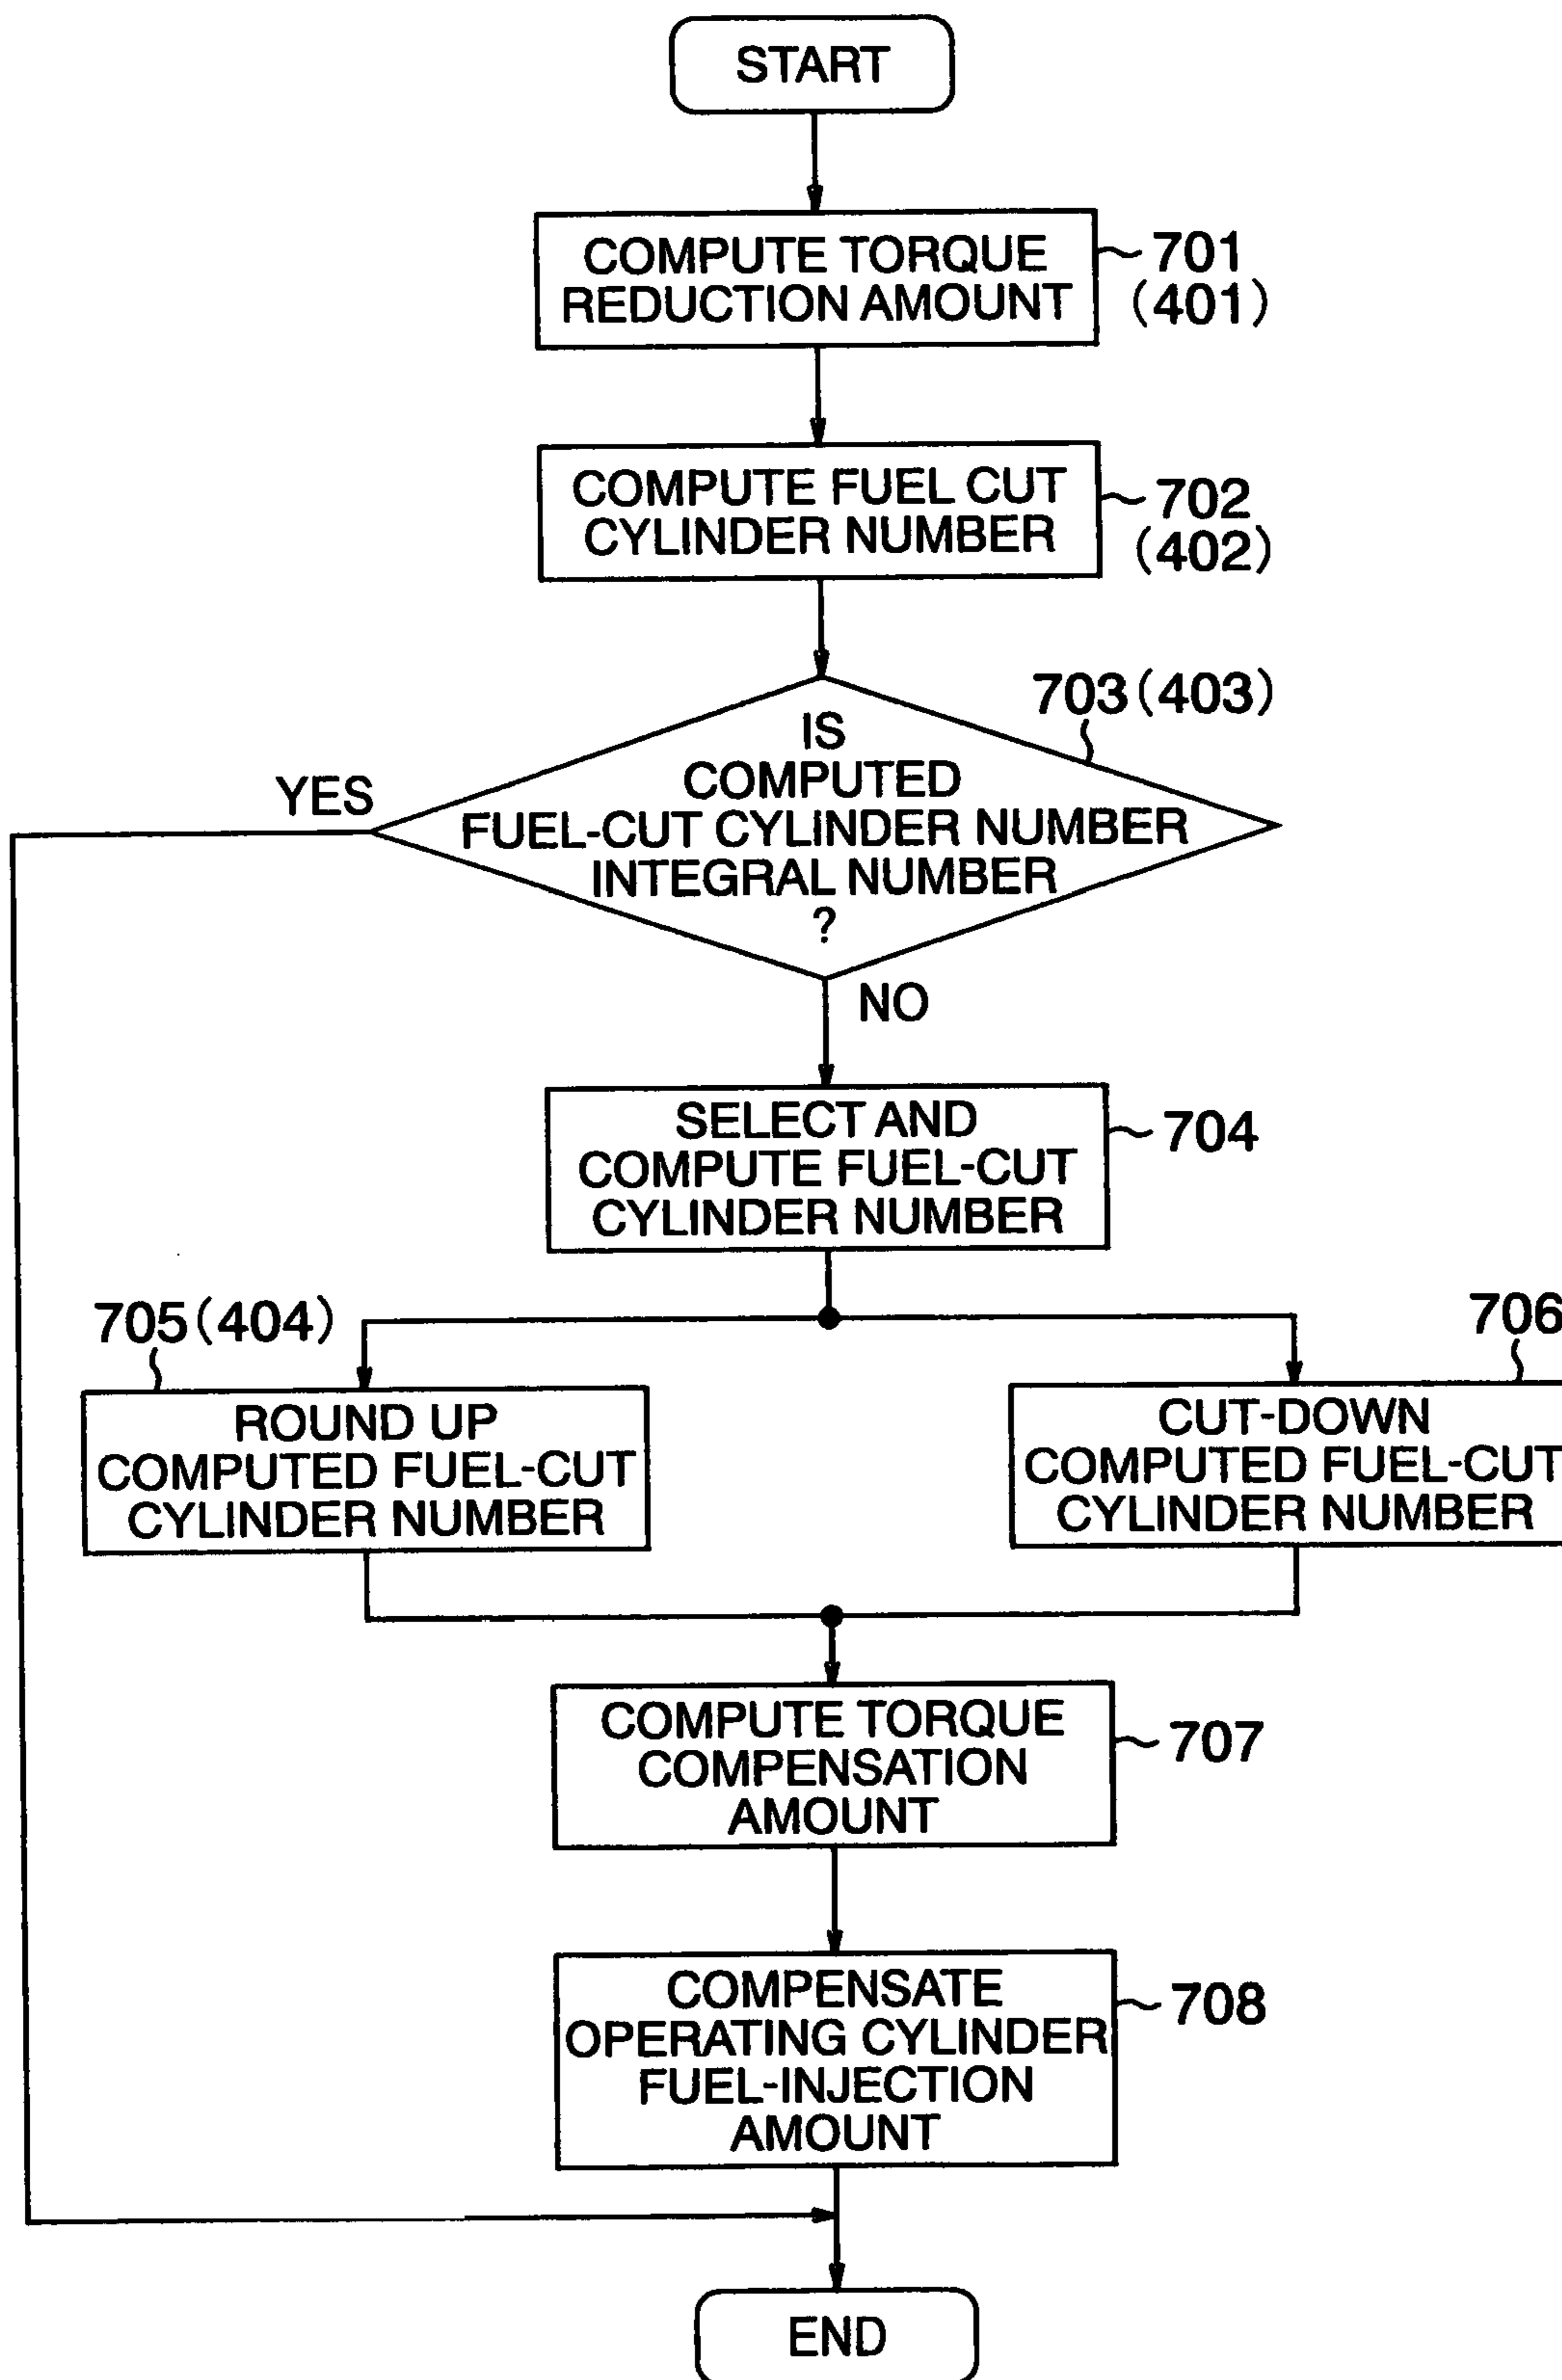 START
COMPUTE TORQUE
REDUCTION AMOUNT
701
(401)
COMPUTE FUEL CUT
CYLINDER NUMBER
702
(402)
703(403)
IS
COMPUTED
FUEL-CUT CYLINDER NUMBER
INTEGRAL NUMBER
?
YES
NO
SELECT AND
COMPUTE FUEL-CUT
CYLINDER NUMBER
704
705(404)
ROUND UP
COMPUTED FUEL-CUT
CYLINDER NUMBER
706
CUT-DOWN
COMPUTED FUEL-CUT
CYLINDER NUMBER
COMPUTE TORQUE
COMPENSATION
AMOUNT
707
COMPENSATE
OPERATING CYLINDER
FUEL-INJECTION
AMOUNT
708
END